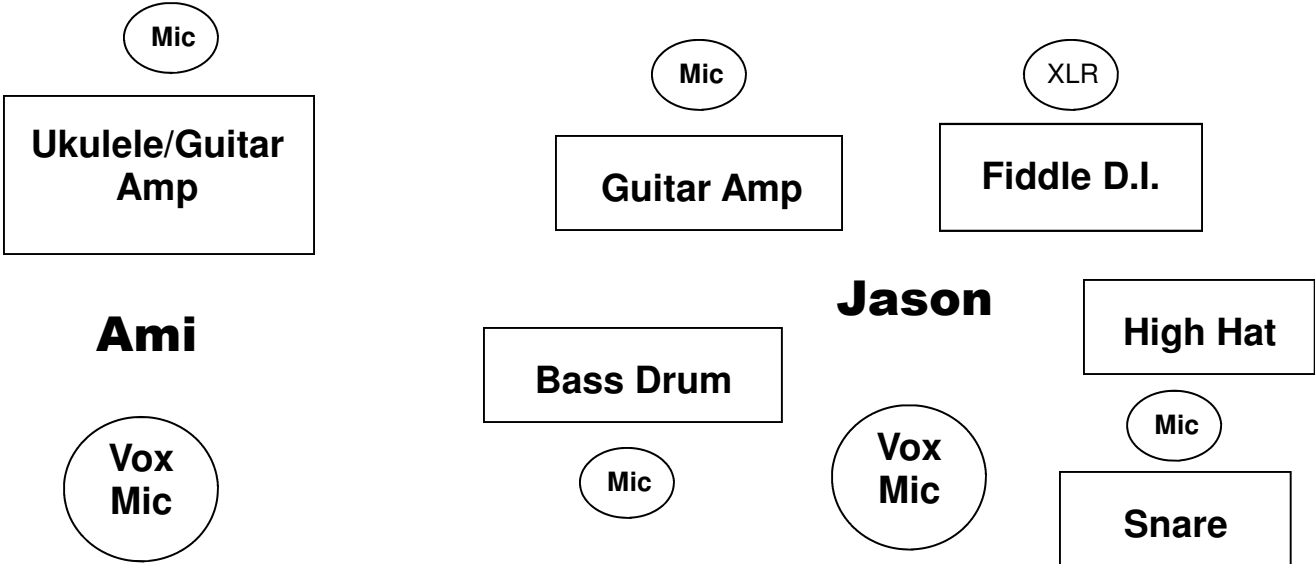 Mic
Mic
XLR
Ukulele/Guitar
Amp
Guitar Amp
Fiddle D.I.
Ami
Jason
High Hat
Bass Drum
Mic
Vox
Mic
Mic
Vox
Mic
Snare